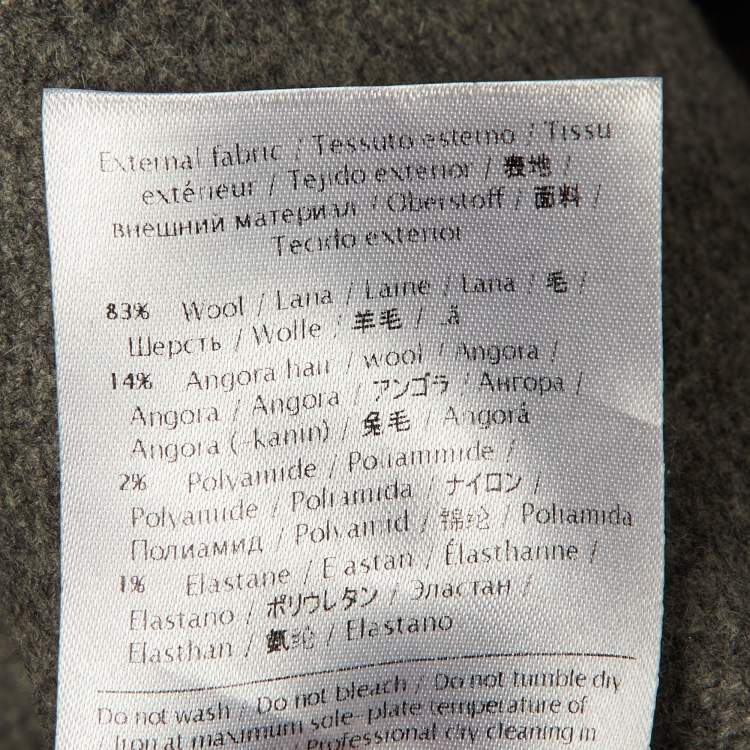 External fabric / Tessuto esterno / Tissu
extérieur / Tejido exterior / 表地 /
внешний материал / Oberstoff / 面料 /
Tecido exterior
83% Wool / Lana / Laine / Lana / 毛 /
Шерсть / Wolle / 羊毛 / Lã
14% Angora hair / wool / Angora /
Angora / Angora / アンゴラ / Ангора /
Angora (-kanin) / 兔毛 / Angorá
2% Polyamide / Poliammide /
Polyamide / Poliamida / ナイロン /
Полиамид / Polyamid / 锦纶 / Poliamida
1% Elastane / Elastan / Élasthanne /
Elastano / ポリウレタン / Эластан /
Elasthan / 氨纶 / Elastano
Do not wash / Do not bleach / Do not tumble dry
/ Iron at maximum sole-plate temperature of
Professional dry cleaning in